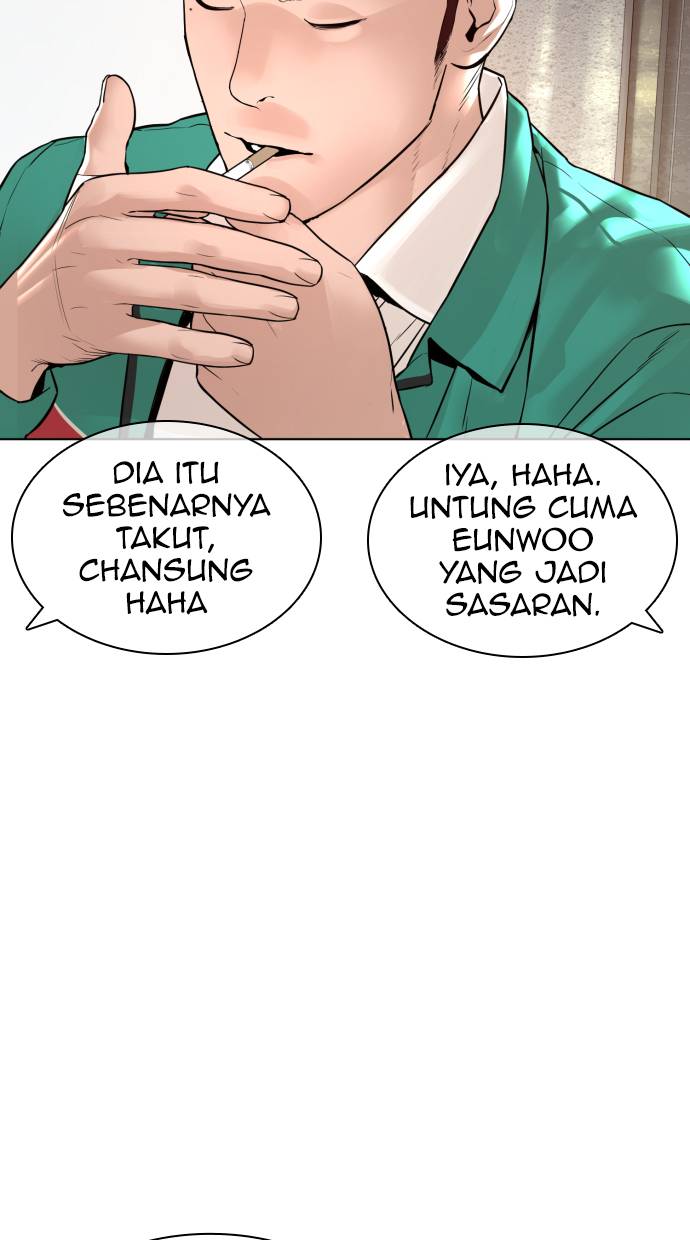 DIA ITU
SEBENARNYA
TAKUT,
CHANSUNG
HAHA
IYA, HAHA.
UNTUNG CUMA
EUNWOO
YANG JADI
SASARAN.